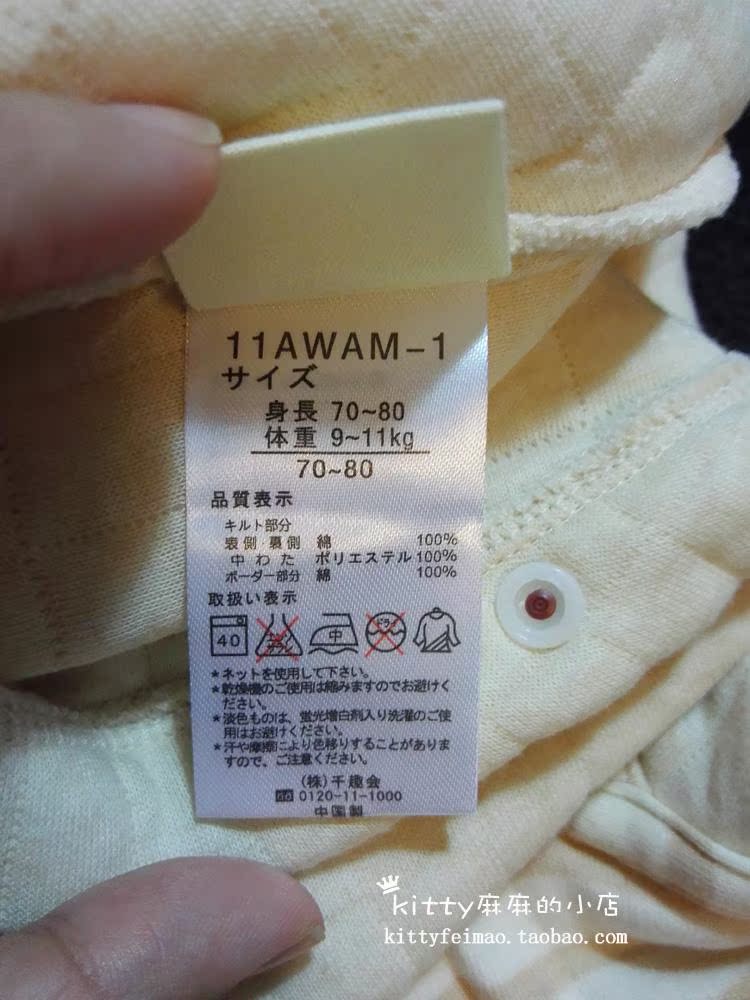 11AWAM-1
サイズ
身長 70~80
体重 9~11kg
70~80
品質表示
キルト部分
表側 裏側 綿 100%
中わた ポリエステル 100%
ボーダー部分 綿 100%
取扱い表示
40 中 ドライ
*ネットを使用して下さい。
*乾燥機のご使用は縮みますのでお避けく
ださい。
*淡色ものは、蛍光増白剤入り洗濯のご使
用はお避けください。
*汗や摩擦により色移りすることがありま
すので、ご注意ください。
(株)千趣会
0120-11-1000
中国製
kitty麻麻的小店
kittyfeimao.taobao.com